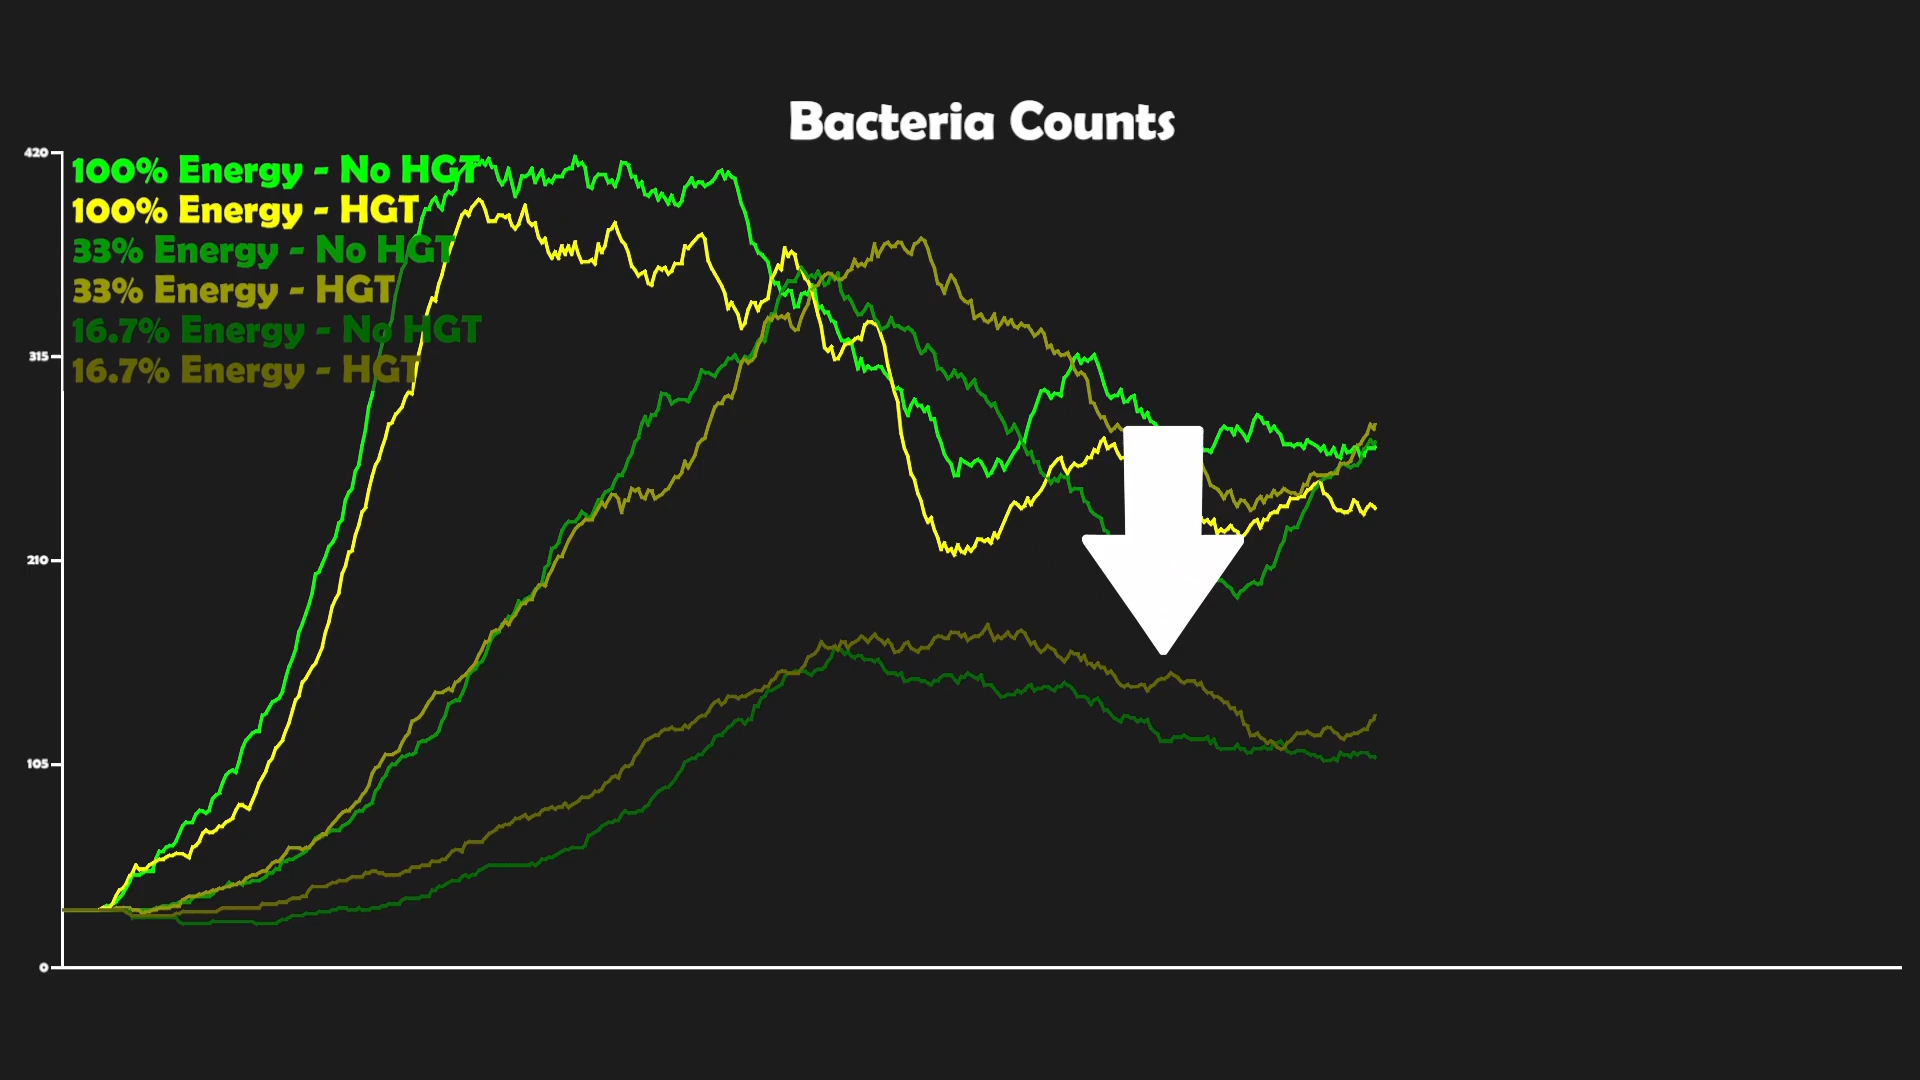 Bacteria Counts
420
100% Energy - No HGT
100% Energy - HGT
33% Energy - No HGT
33% Energy - HGT
16.7% Energy - No HGT
315
16.7% Energy - HGT
210
105
0